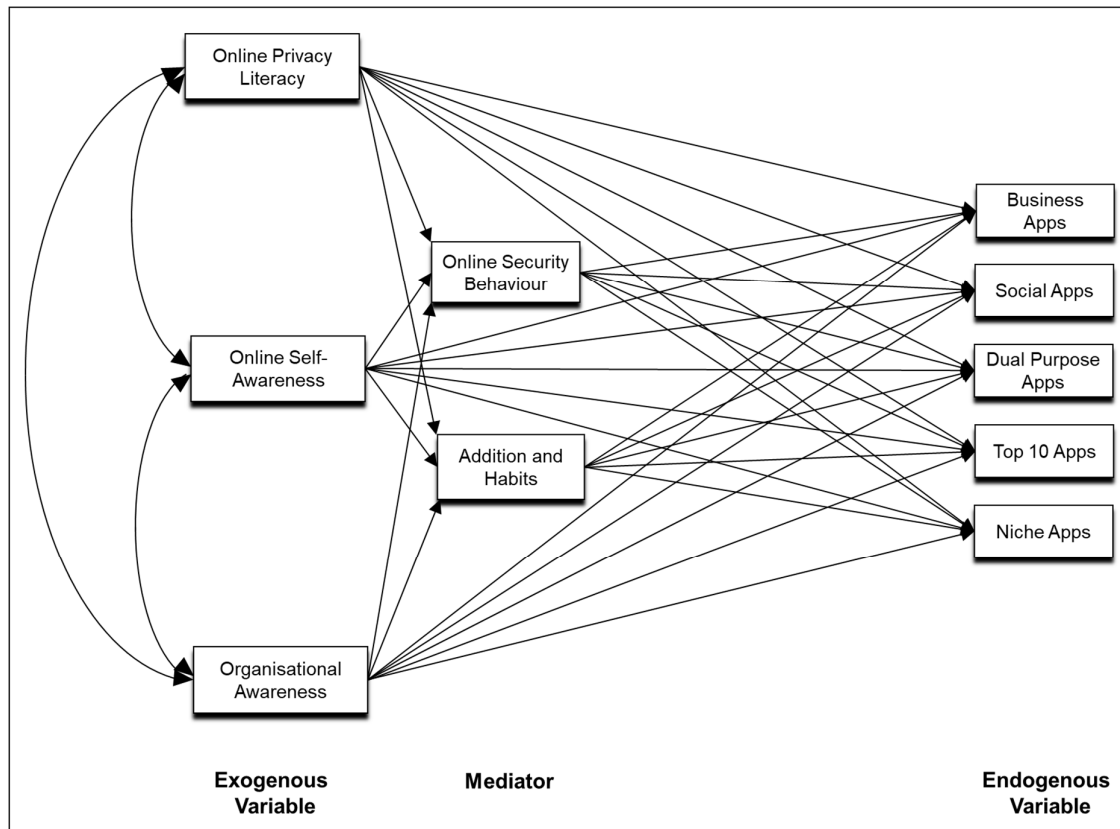 Online Privacy
Literacy
Online Self-
Awareness
Organisational
Awareness
Online Security
Behaviour
Addition and
Habits
Business
Apps
Social Apps
Dual Purpose
Apps
Top 10 Apps
Niche Apps
Exogenous
Variable
Mediator
Endogenous
Variable